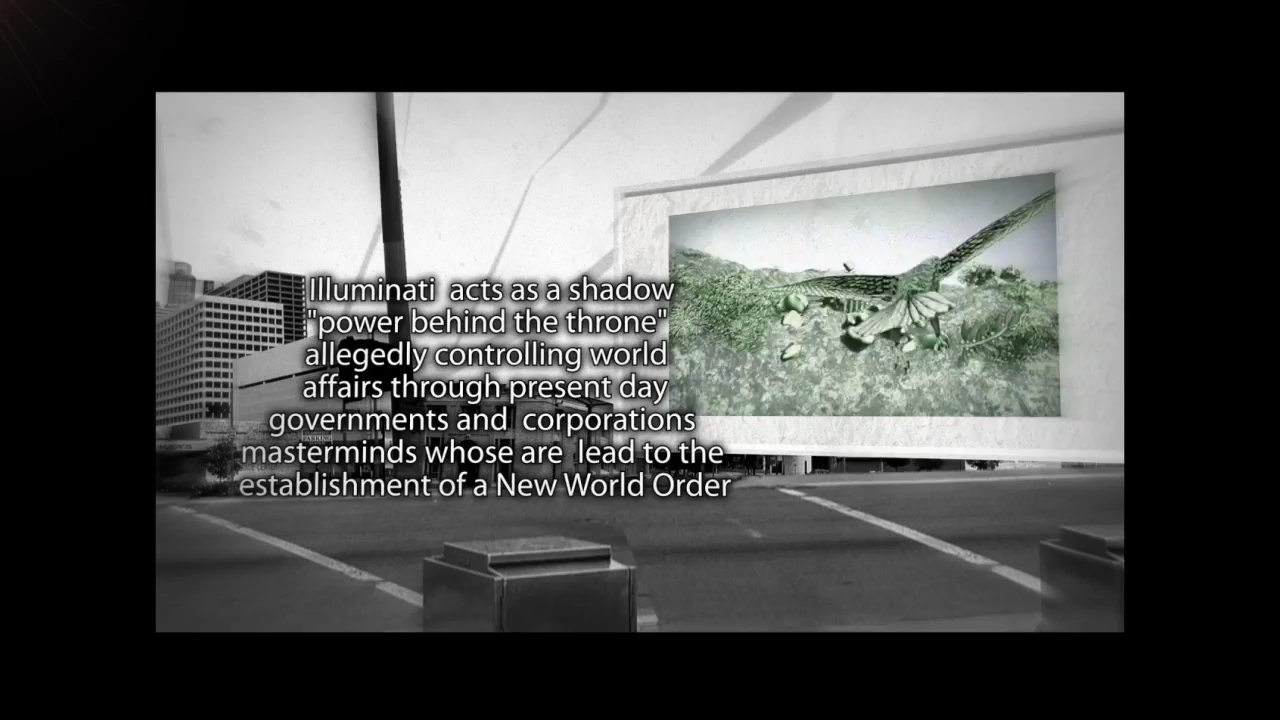 Illuminati  acts as a shadow
"power behind the throne"
allegedly controlling world
affairs through present day
governments and  corporations
masterminds whose are  lead to the
establishment of a New World Order
PARKING